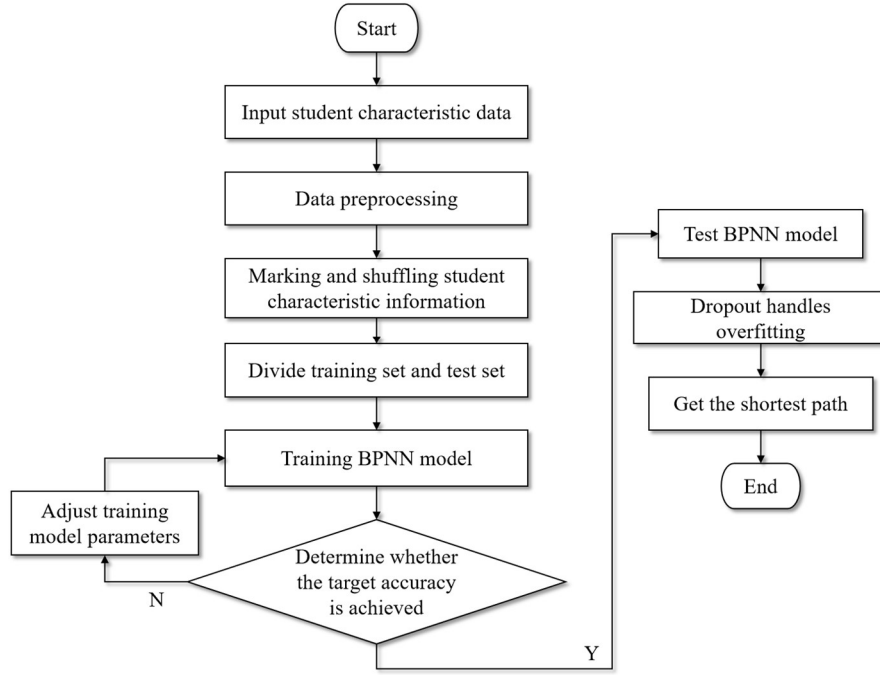 Start
Input student characteristic data
Data preprocessing
Marking and shuffling student
characteristic information
Divide training set and test set
Training BPNN model
Adjust training
model parameters
Determine whether
the target accuracy
is achieved
N
Y
Test BPNN model
Dropout handles
overfitting
Get the shortest path
End